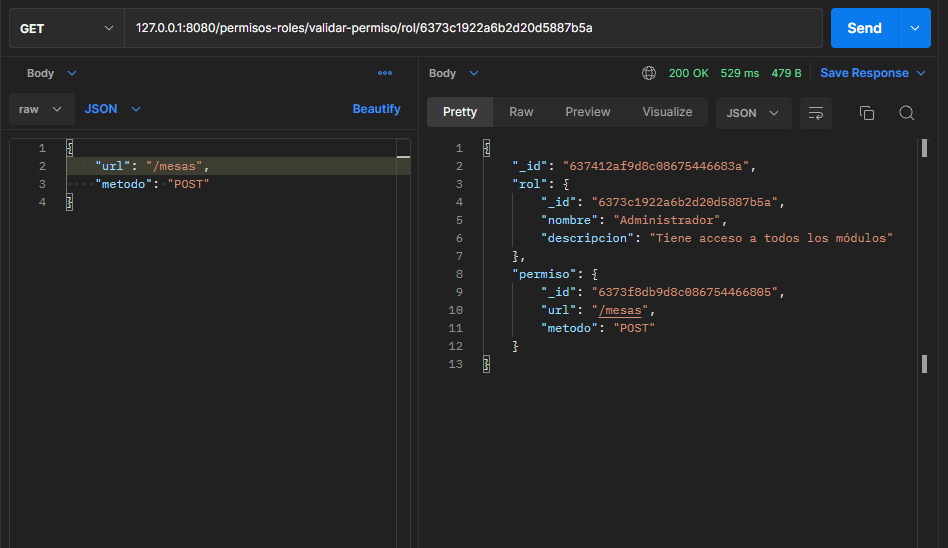 GET 127.0.0.1:8080/permisos-roles/validar-permiso/rol/6373c1922a6b2d20d5887b5a Send
Body
raw JSON Beautify
1 {
2 "url": "/mesas",
3 "metodo": "POST"
4 }
Body 200 OK 529 ms 479 B Save Response
Pretty Raw Preview Visualize JSON
1 {
2 "_id": "637412af9d8c08675446683a",
3 "rol": {
4 "_id": "6373c1922a6b2d20d5887b5a",
5 "nombre": "Administrador",
6 "descripcion": "Tiene acceso a todos los módulos"
7 },
8 "permiso": {
9 "_id": "6373f8db9d8c086754466805",
10 "url": "/mesas",
11 "metodo": "POST"
12 }
13 }